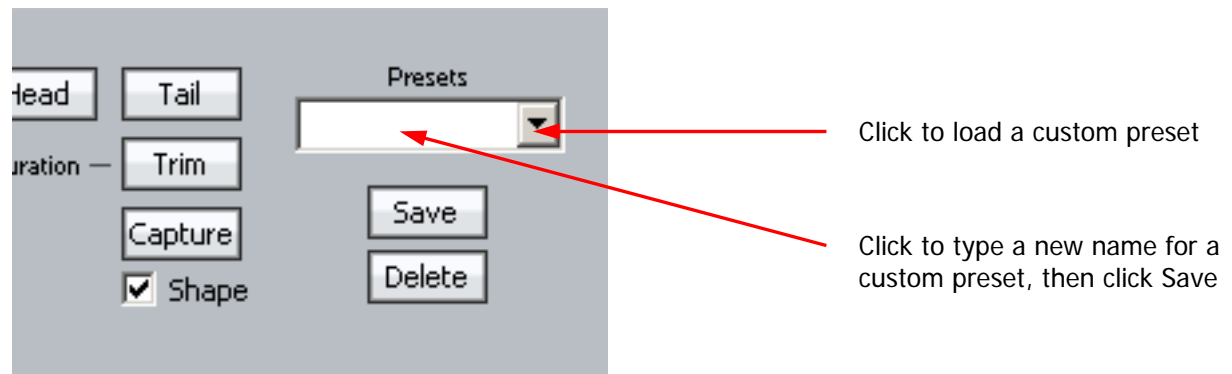 Presets
Head Tail
Click to load a custom preset
uration — Trim
Save
Capture
Click to type a new name for a
custom preset, then click Save
Delete
Shape